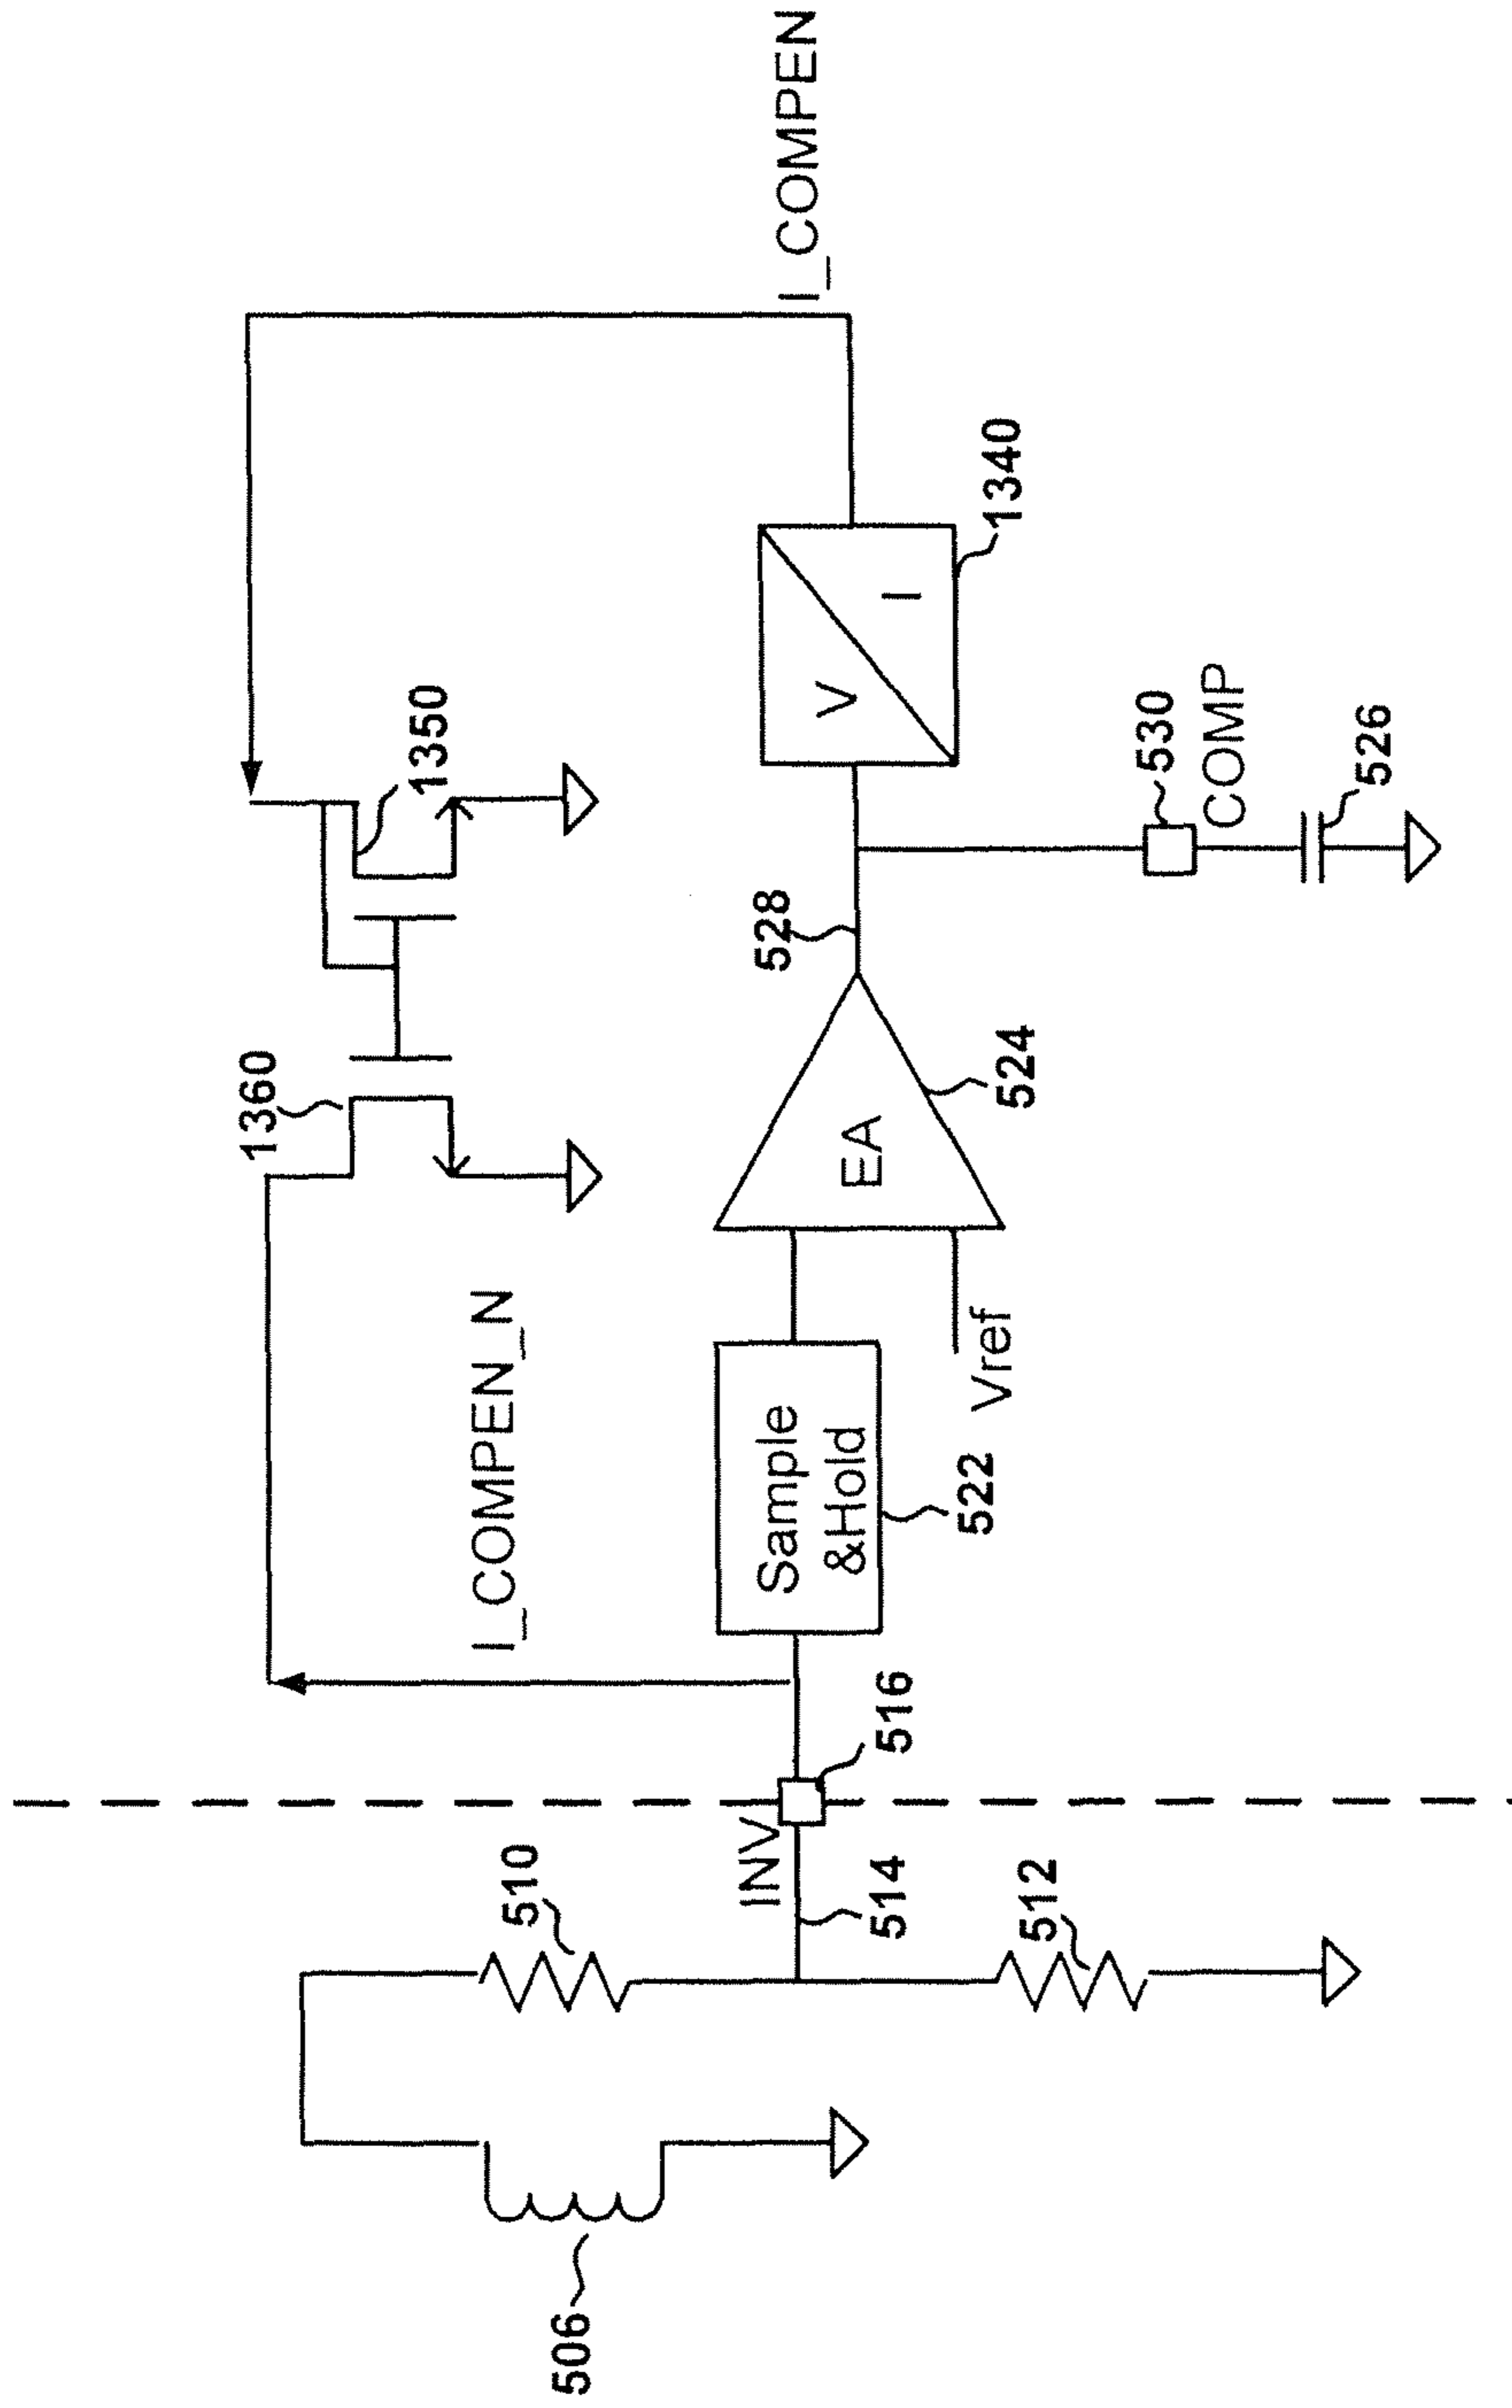 I_COMPEN
1360
1350
I_COMPEN_N
528
V
I
1340
EA
524
Sample
&Hold
522
Vref
530
COMP
526
INV
516
514
510
512
506